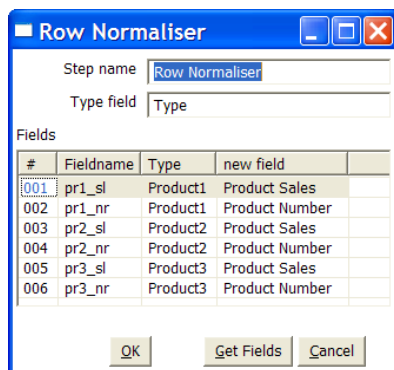 Row Normaliser
Step name Row Normaliser
Type field Type
Fields
# Fieldname Type new field
001 pr1_sl Product1 Product Sales
002 pr1_nr Product1 Product Number
003 pr2_sl Product2 Product Sales
004 pr2_nr Product2 Product Number
005 pr3_sl Product3 Product Sales
006 pr3_nr Product3 Product Number
OK Get Fields Cancel